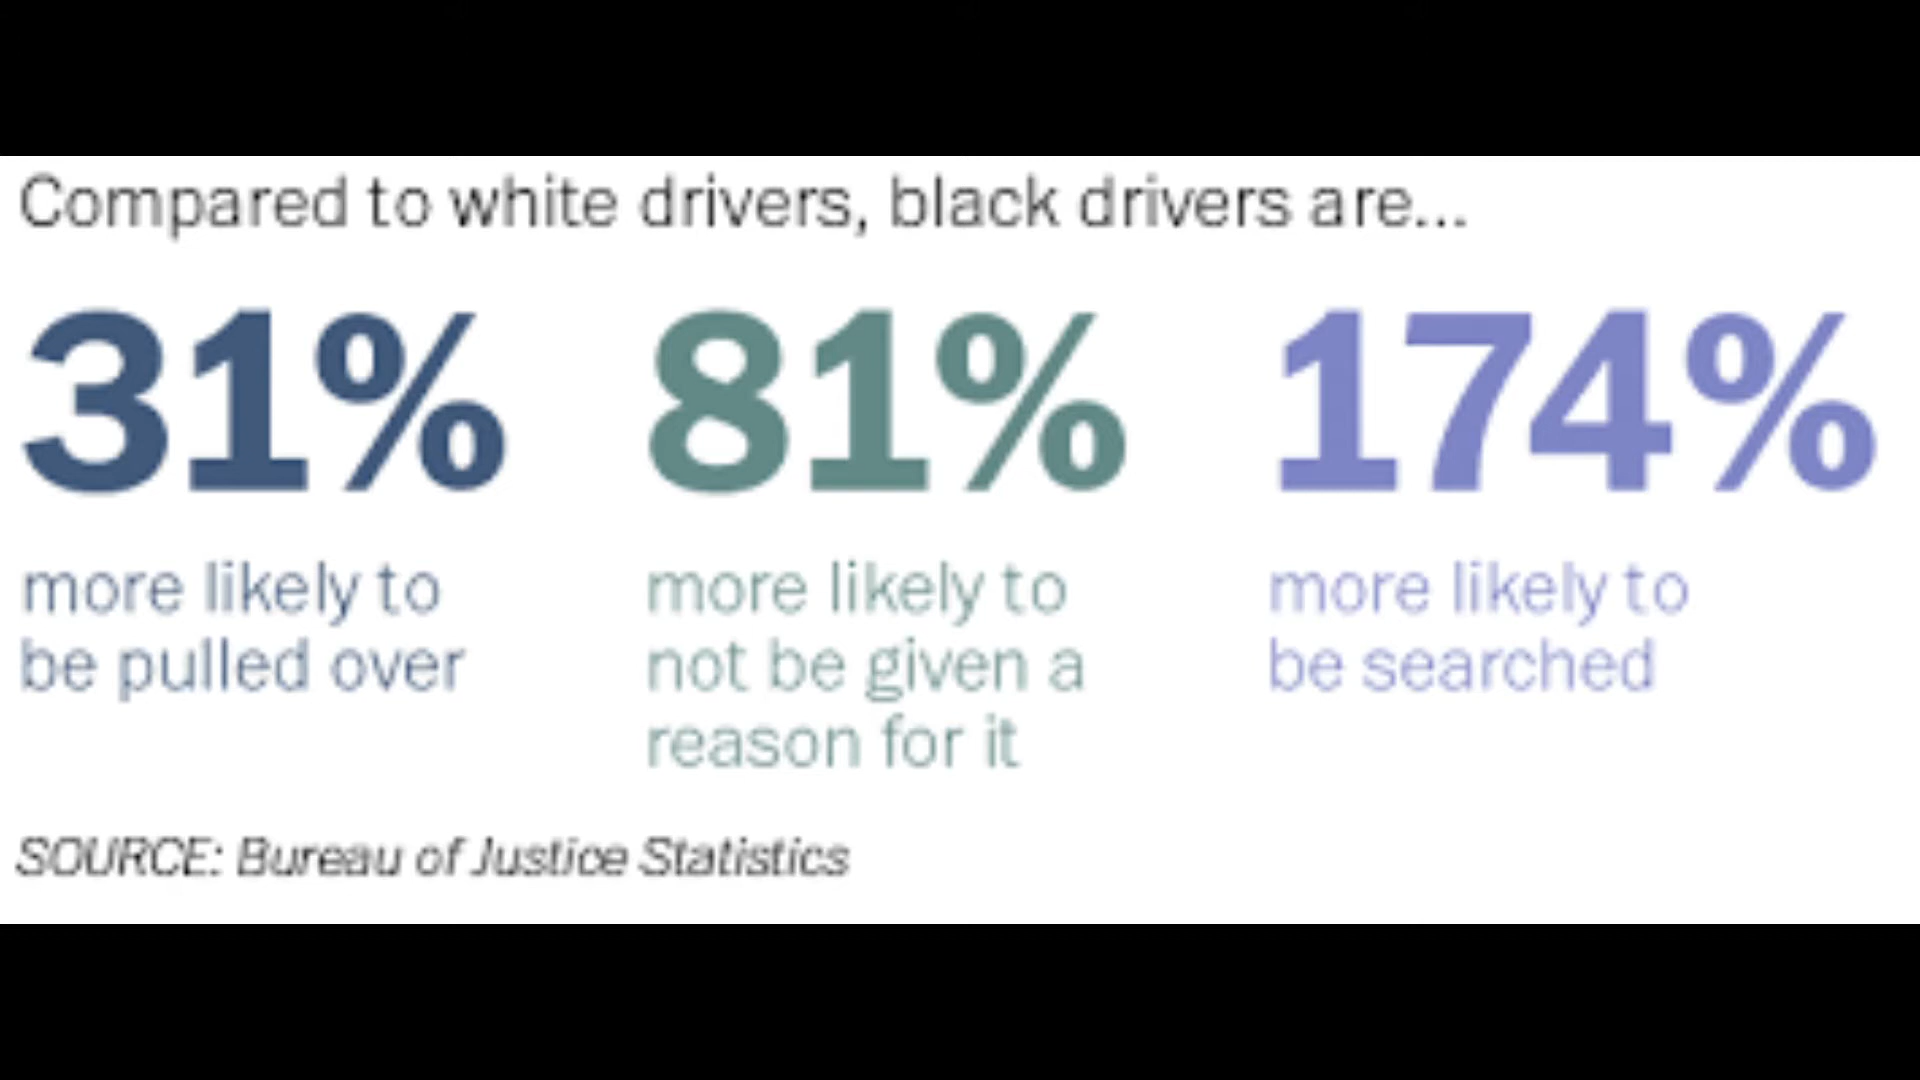 Compared to white drivers, black drivers are...
31%
more likely to
be pulled over
81%
more likely to
not be given a
reason for it
174%
more likely to
be searched
SOURCE: Bureau of Justice Statistics